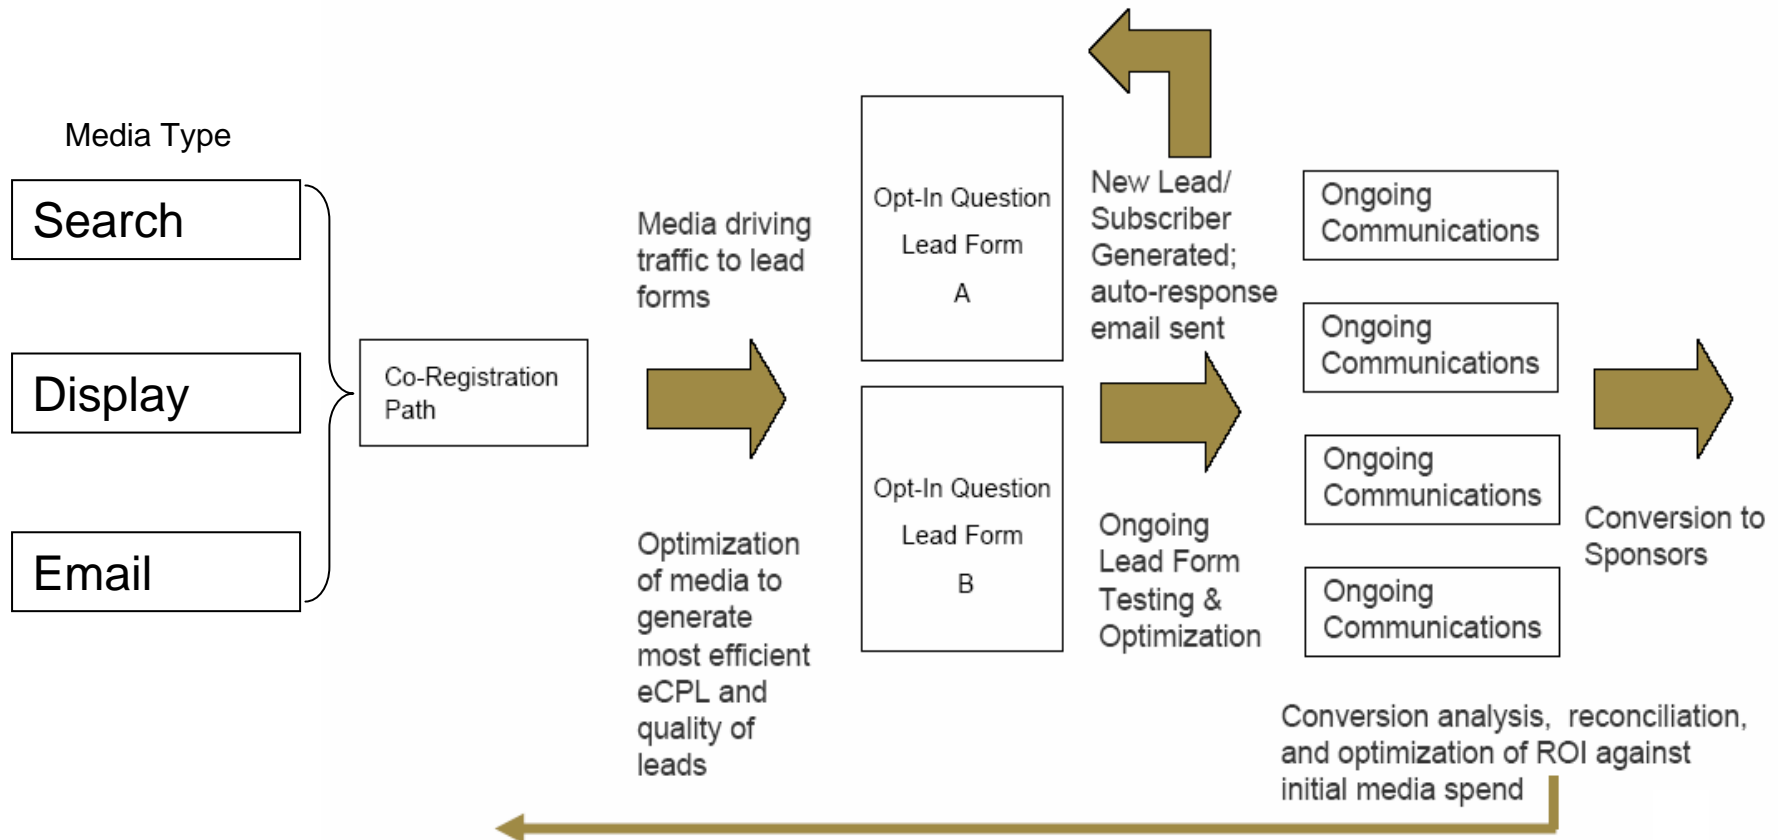 Media Type
Search
Display
Email
Co-Registration
Path
Media driving
traffic to lead
forms
Optimization
of media to
generate
most efficient
eCPL and
quality of
leads
Opt-In Question
Lead Form
A
Opt-In Question
Lead Form
B
New Lead/
Subscriber
Generated;
auto-response
email sent
Ongoing
Lead Form
Testing &
Optimization
Ongoing
Communications
Ongoing
Communications
Ongoing
Communications
Ongoing
Communications
Conversion to
Sponsors
Conversion analysis, reconciliation,
and optimization of ROI against
initial media spend